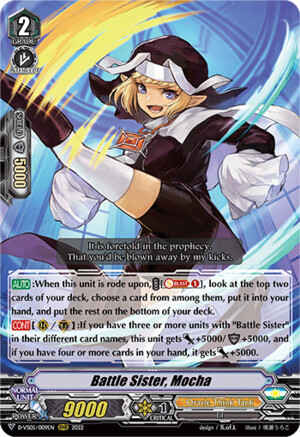 2
GRADE
5000
It is foretold in the prophecy.
That you'd be blown away by my kicks.
AUTO:When this unit is rode upon, [BLAST 1], look at the top two
cards of your deck, choose a card from among them, put it into your
hand, and put the rest on the bottom of your deck.
CONT:If you have three or more units with "Battle Sister"
in their different card names, this unit gets +5000/ +5000, and
if you have four or more cards in your hand, it gets +5000.
Battle Sister, Mocha
NORMAL
UNIT
POWER 9000
1
CRITICAL
Oracle Think Tank
Elf
D-VS05/009EN 2022
design / S.o.f.t.